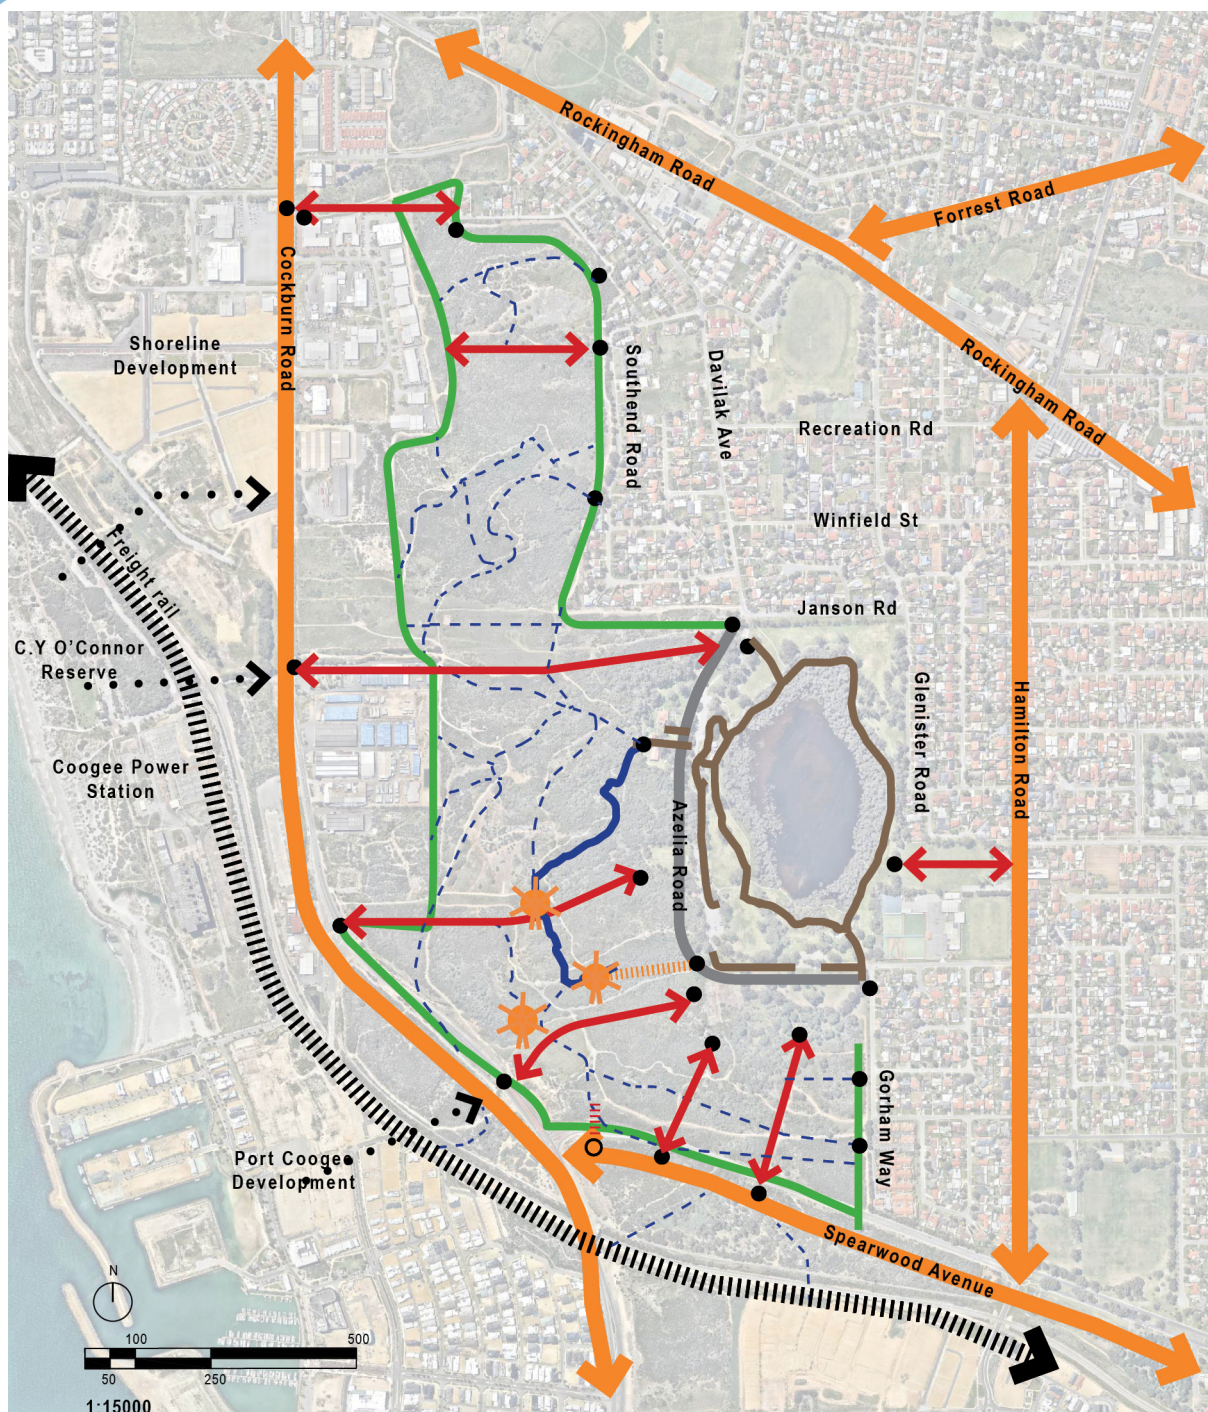 Rockingham Road
Forrest Road
Cockburn Road
Shoreline
Development
Southend Road
Davilak Ave
Rockingham Road
Recreation Rd
Winfield St
Freight rail
Janson Rd
C.Y O'Connor
Reserve
Glenister Road
Hamilton Road
Coogee Power
Station
Azelia Road
Gorham Way
Port Coogee
Development
Spearwood Avenue
N
100
500
50
250
1:15000